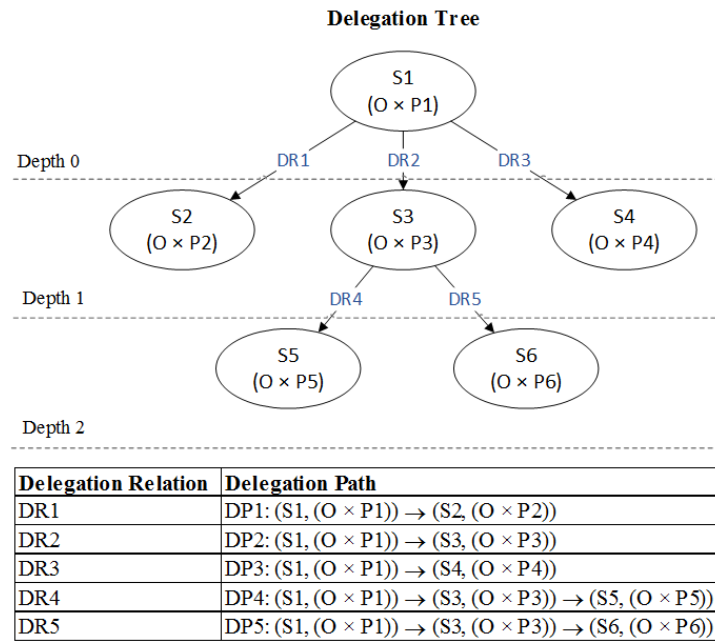 Delegation Tree
S1
(O × P1)
Depth 0
DR1
DR2
DR3
S2
(O × P2)
S3
(O × P3)
S4
(O × P4)
Depth 1
DR4
DR5
S5
(O × P5)
S6
(O × P6)
Depth 2
Delegation Relation Delegation Path
DR1 DP1: (S1, (O × P1)) → (S2, (O × P2))
DR2 DP2: (S1, (O × P1)) → (S3, (O × P3))
DR3 DP3: (S1, (O × P1)) → (S4, (O × P4))
DR4 DP4: (S1, (O × P1)) → (S3, (O × P3)) → (S5, (O × P5))
DR5 DP5: (S1, (O × P1)) → (S3, (O × P3)) → (S6, (O × P6))